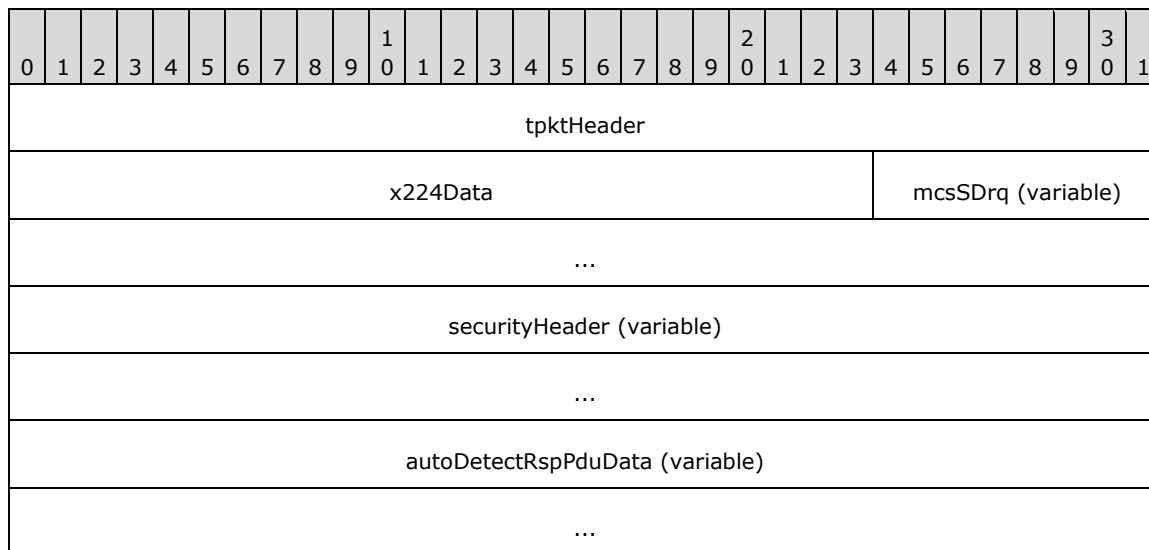 1 2 3
0 1 2 3 4 5 6 7 8 9 0 1 2 3 4 5 6 7 8 9 0 1 2 3 4 5 6 7 8 9 0 1
tpktHeader
x224Data mcsSDrq (variable)
...
securityHeader (variable)
...
autoDetectRspPduData (variable)
...